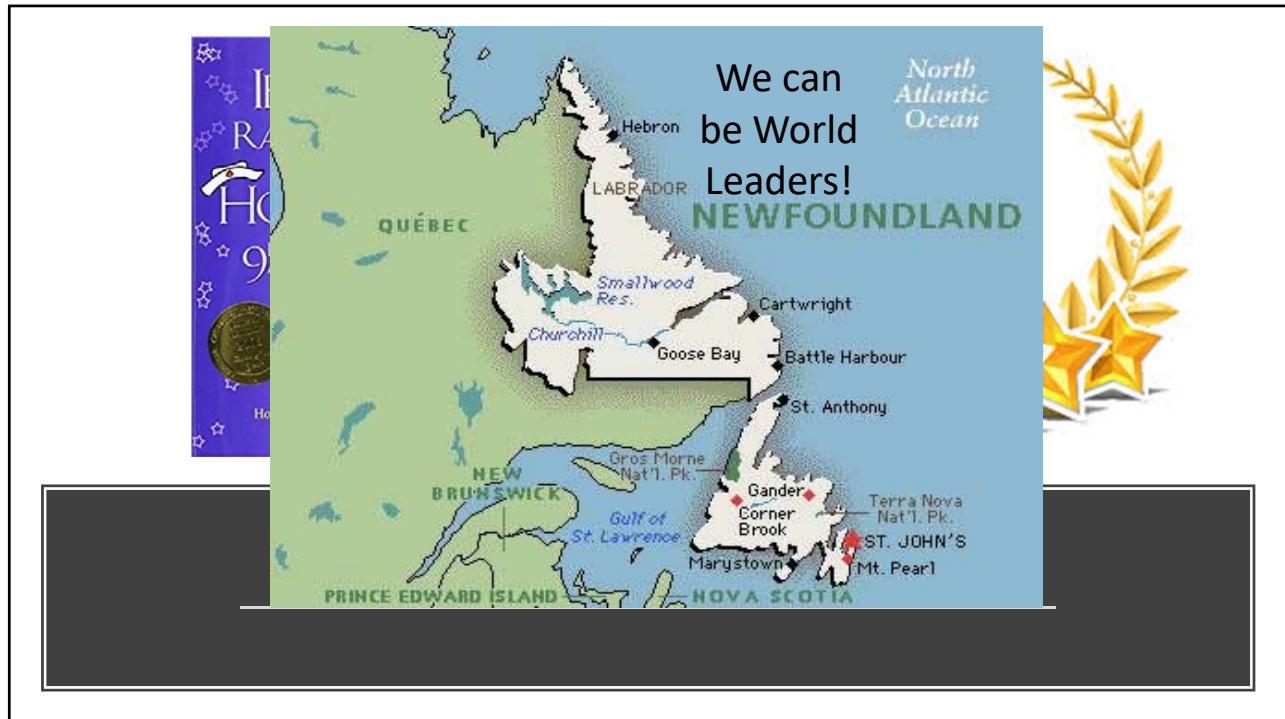 We can
be World
Leaders!
North
Atlantic
Ocean
Hebron
LABRADOR
NEWFOUNDLAND
QUÉBEC
Smallwood
Res.
Cartwright
Churchill
Goose Bay
Battle Harbour
St. Anthony
Gros Morne
Nat'l. Pk.
NEW
BRUNSWICK
Gander
Corner
Brook
Terra Nova
Nat'l. Pk.
Gulf of
St. Lawrence
ST. JOHN'S
Marystown
Mt. Pearl
PRINCE EDWARD ISLAND
NOVA SCOTIA